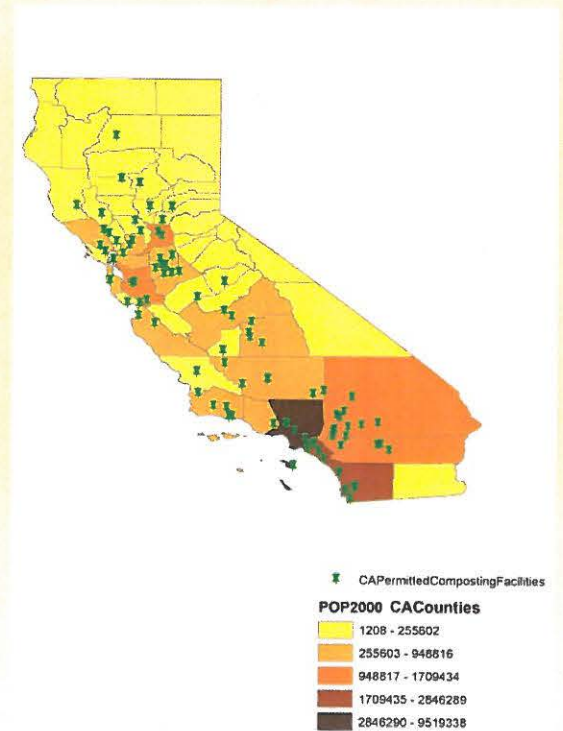 CAPermittedCompostingFacilities
POP2000 CACounties
1208 - 255602
255603 - 948816
948817 - 1709434
1709435 - 2846289
2846290 - 9519338